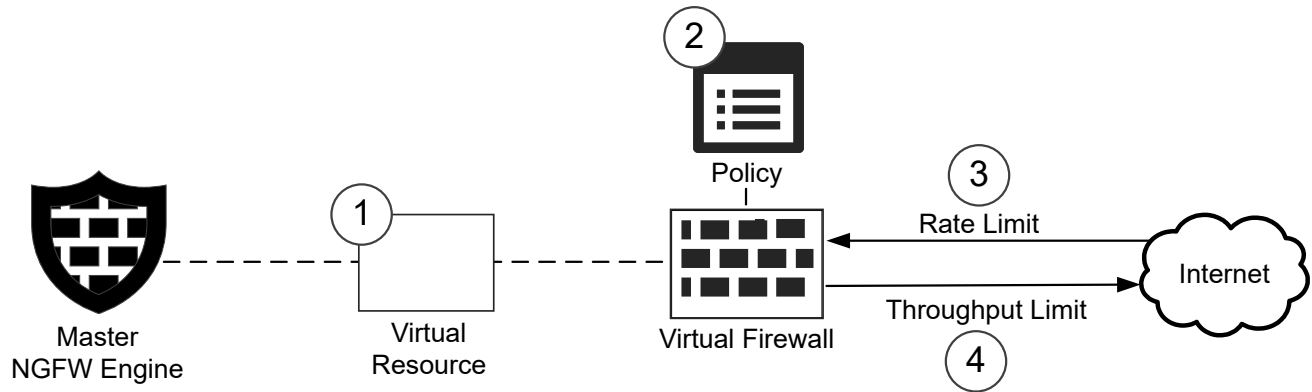 2
Policy
3
1
Rate Limit
Internet
Throughput Limit
Master
NGFW Engine
Virtual
Resource
Virtual Firewall
4